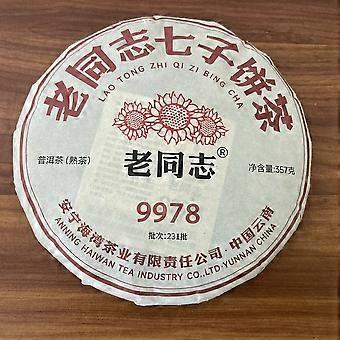 老同志七子饼茶
LAO TONG ZHI QI ZI BING CHA
普洱茶(熟茶)
老同志®
净含量:357克
9978
批次:231批
安宁海湾茶业有限责任公司·中国云南
ANNING HAIWAN TEA INDUSTRY CO.,LTD·YUNNAN CHINA